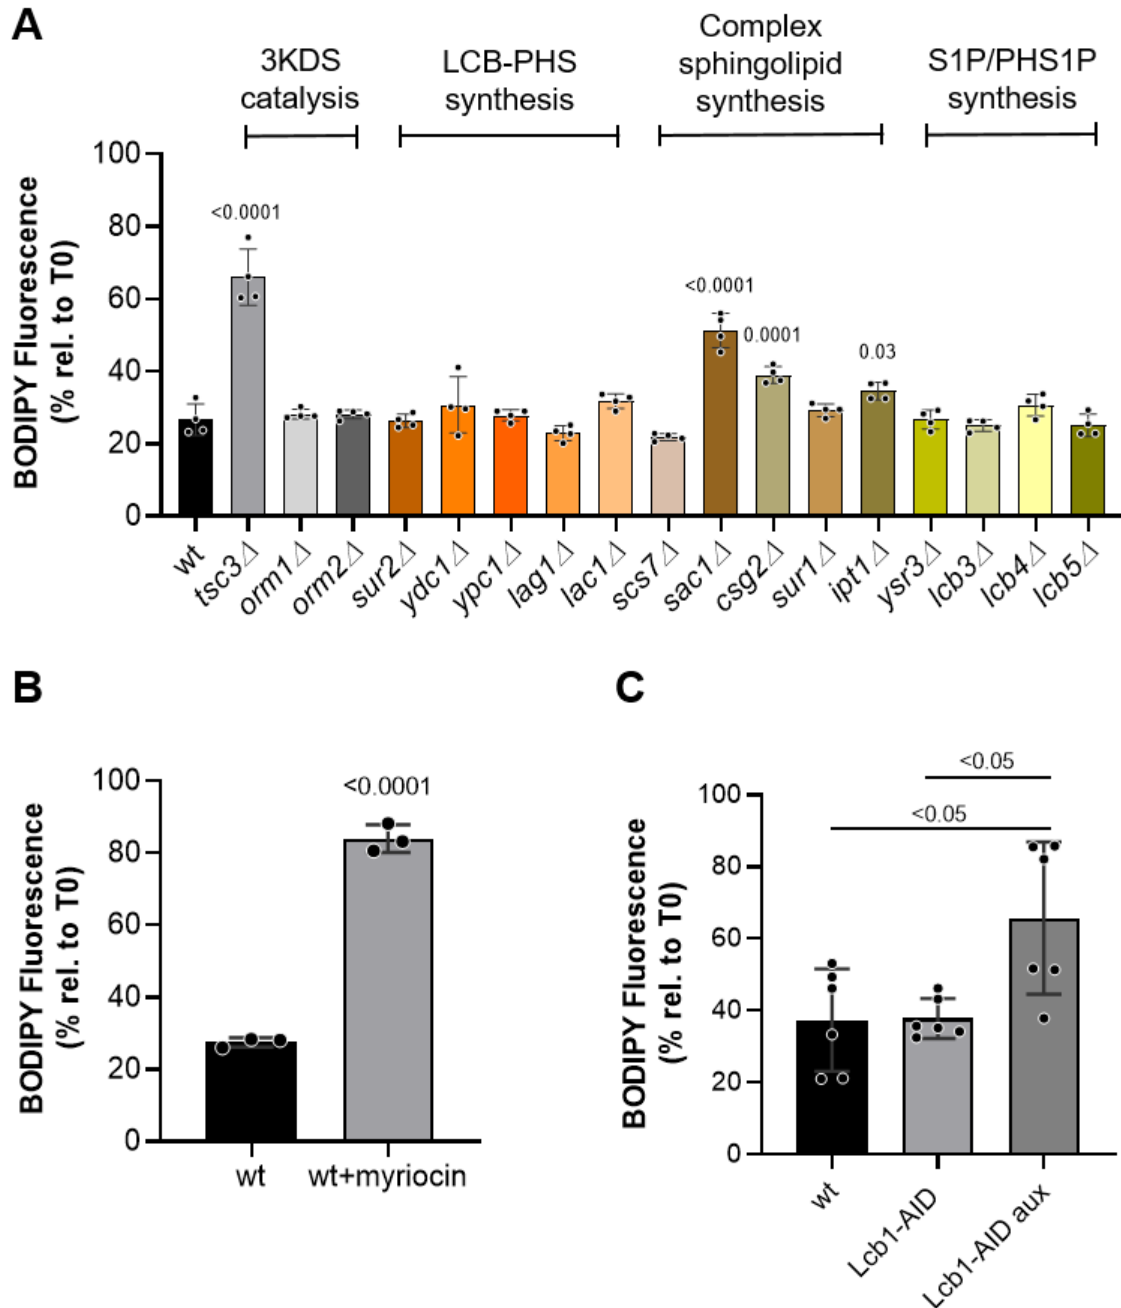 A
3KDS
catalysis
LCB-PHS
synthesis
Complex
sphingolipid
synthesis
S1P/PHS1P
synthesis
BODIPY Fluorescence
(% rel. to T0)
100
80
60
40
20
0
<0.0001
<0.0001
0.0001
0.03
wt
tsc3Δ
orm1Δ
orm2Δ
sur2Δ
ydc1Δ
ypc1Δ
lag1Δ
lac1Δ
scs7Δ
sac1Δ
csg2Δ
sur1Δ
ipt1Δ
ysr3Δ
lcb3Δ
lcb4Δ
lcb5Δ
B
BODIPY Fluorescence
(% rel. to T0)
100
80
60
40
20
0
<0.0001
wt
wt+myriocin
C
BODIPY Fluorescence
(% rel. to T0)
100
80
60
40
20
0
<0.05
<0.05
wt
Lcb1-AID
Lcb1-AID aux